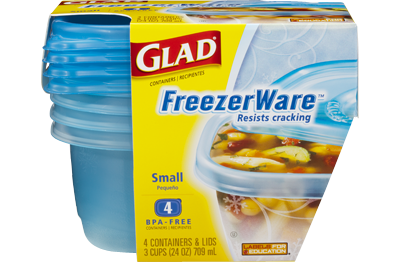 GLAD
CONTAINERS / RECIPIENTES
FreezerWare™
Resists cracking
Small
Pequeño
4
BPA-FREE
CONTAINERS / RECIPIENTES
4 CONTAINERS & LIDS
3 CUPS (24 OZ) 709 mL
LABELS FOR
EDUCATION